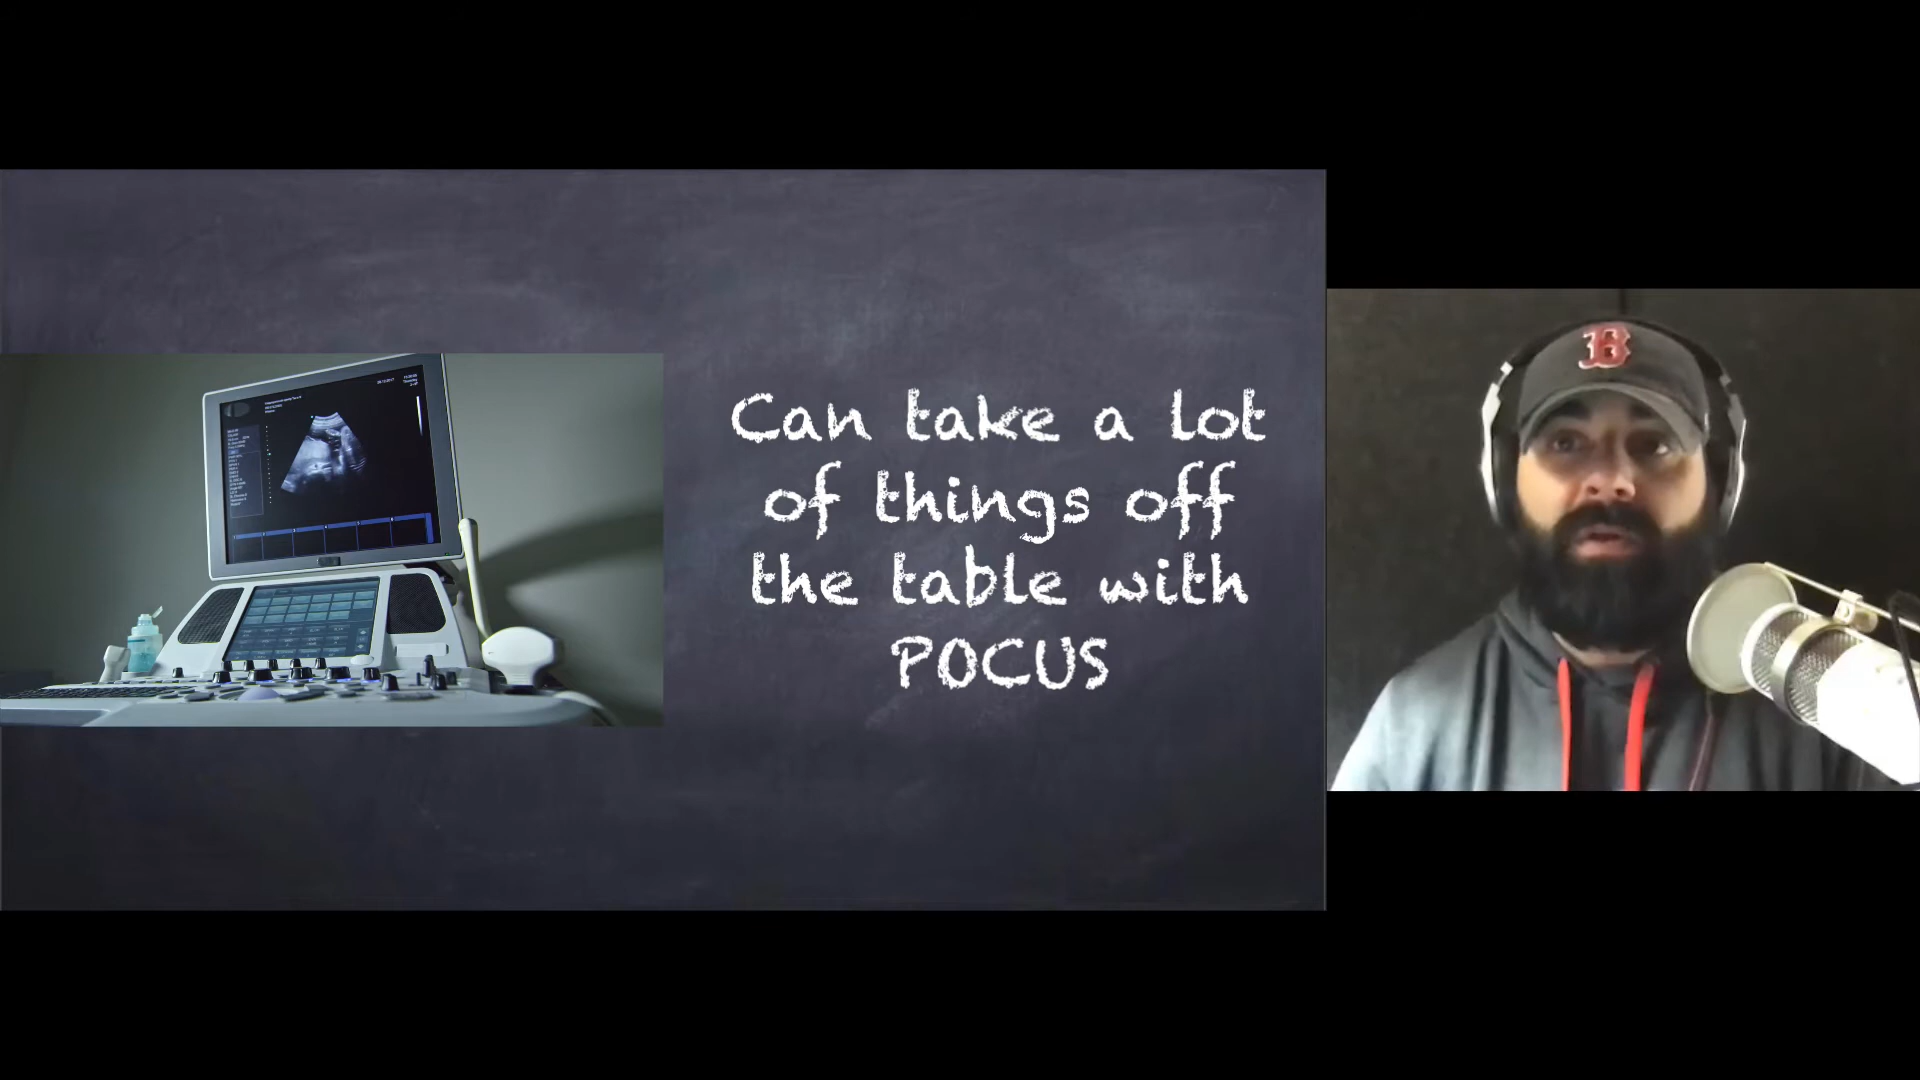 Can take a lot
of things off
the table with
POCUS
B